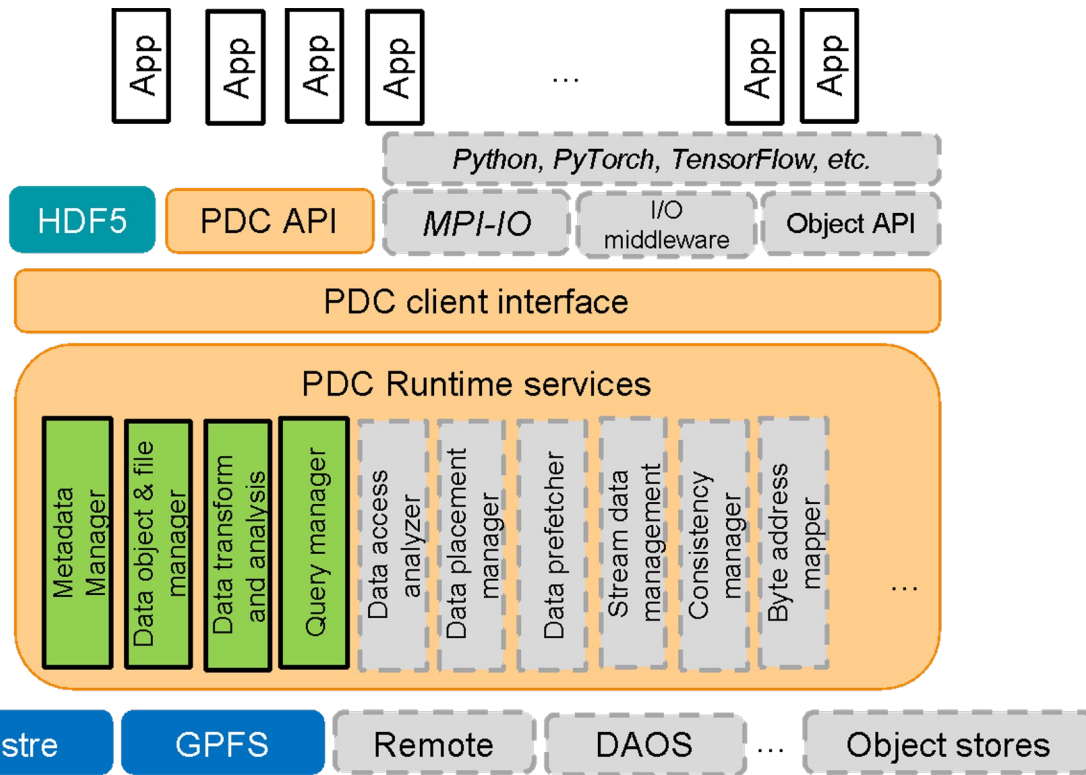 App
App
App
App
...
App
App
Python, PyTorch, TensorFlow, etc.
HDF5
PDC API
MPI-IO
I/O
middleware
Object API
PDC client interface
PDC Runtime services
Metadata
Manager
Data object & file
manager
Data transform
and analysis
Query manager
Data access
analyzer
Data placement
manager
Data prefetcher
Stream data
management
Consistency
manager
Byte address
mapper
...
stre
GPFS
Remote
DAOS
...
Object stores